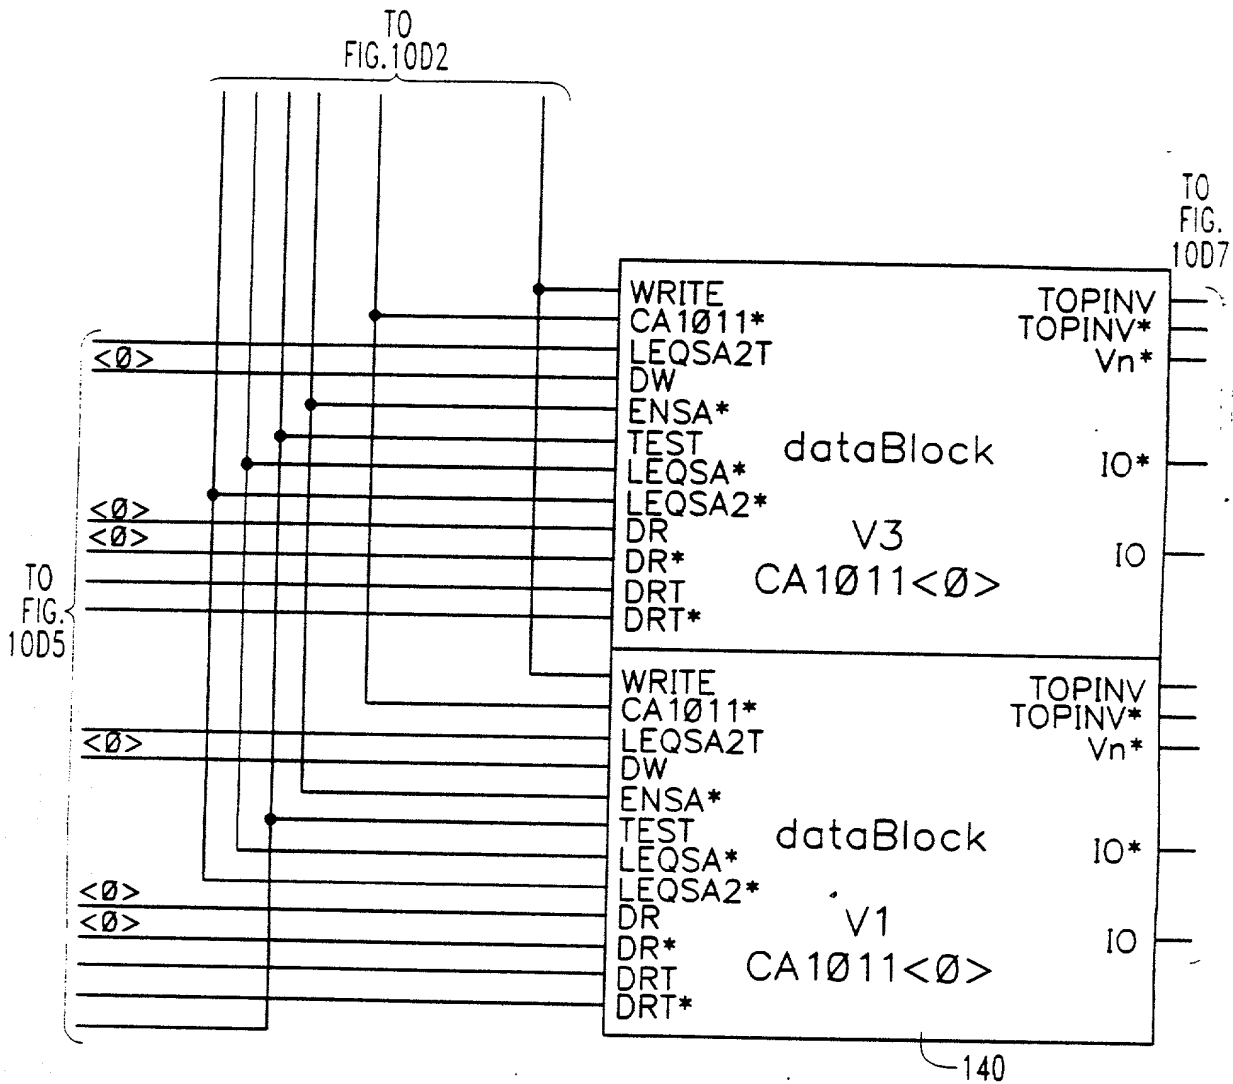 TO
FIG.10D2
TO
FIG.
10D7
WRITE
CA1Ø11*
LEQSA2T
DW
ENSA*
TEST
LEQSA*
LEQSA2*
DR
DR*
DRT
DRT*
dataBlock
V3
CA1Ø11<Ø>
TOPINV
TOPINV*
Vn*
IO*
IO
<Ø>
<Ø>
<Ø>
TO
FIG.
10D5
WRITE
CA1Ø11*
LEQSA2T
DW
ENSA*
TEST
LEQSA*
LEQSA2*
DR
DR*
DRT
DRT*
dataBlock
V1
CA1Ø11<Ø>
TOPINV
TOPINV*
Vn*
IO*
IO
<Ø>
<Ø>
<Ø>
140